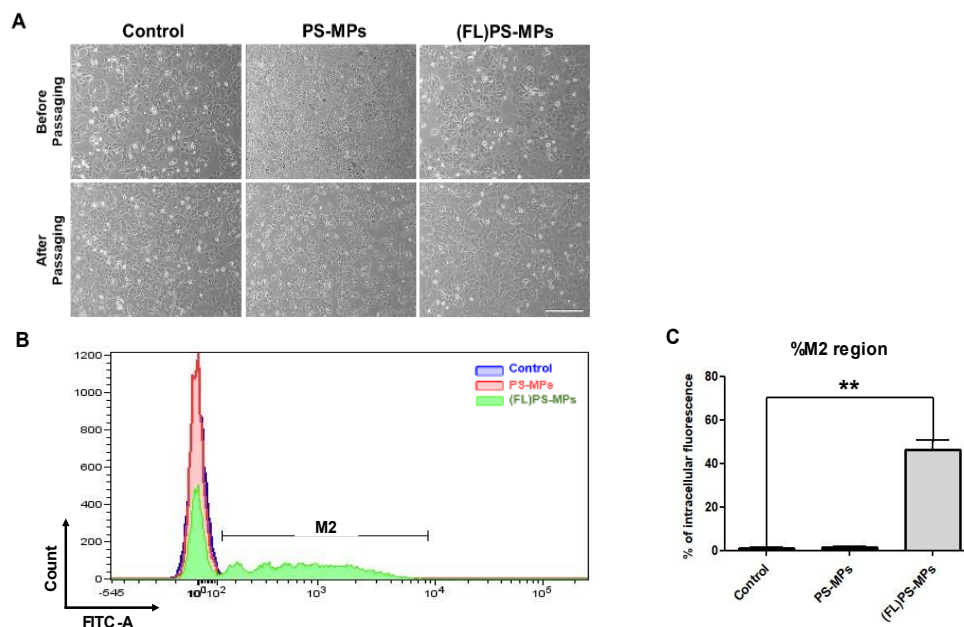 A
Control
PS-MPs
(FL)PS-MPs
Before
Passaging
After
Passaging
B
1200
1000
800
600
400
200
0
Control
PS-MPs
(FL)PS-MPs
M2
-545
10⁰
10²
10³
10⁴
10⁵
Count
FITC-A
C
%M2 region
% of intracellular fluorescence
80
60
40
20
0
**
Control
PS-MPs
(FL)PS-MPs